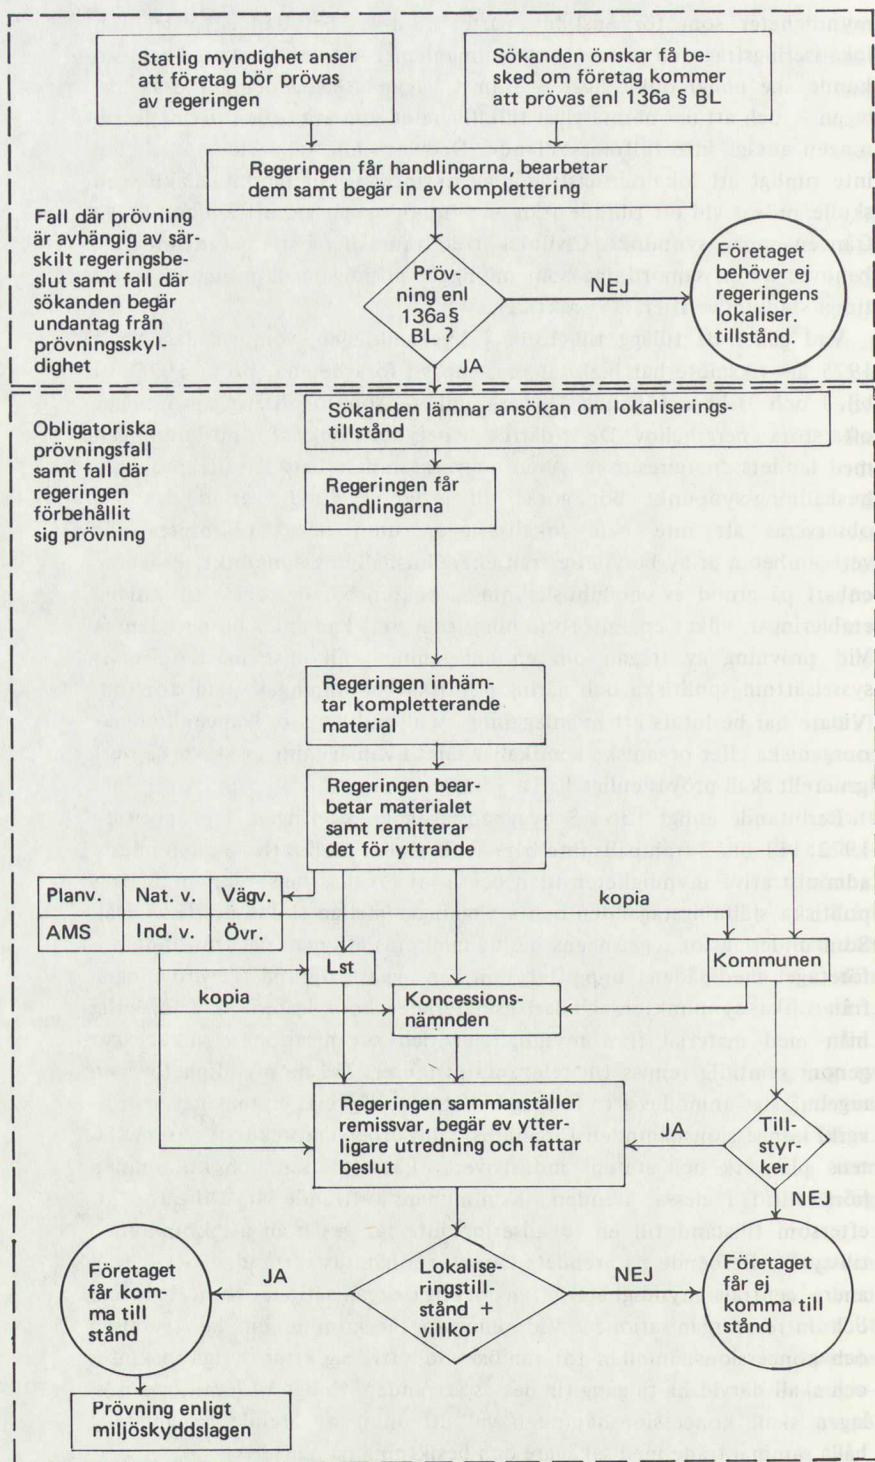 Statlig myndighet anser
att företag bör prövas
av regeringen
Sökanden önskar få be-
sked om företag kommer
att prövas enl 136a § BL
Regeringen får handlingarna, bearbetar
dem samt begär in ev komplettering
Fall där prövning
är avhängig av sär-
skilt regeringsbe-
slut samt fall där
sökanden begär
undantag från
prövningsskyl-
dighet
Pröv-
ning enl
136a §
BL ?
NEJ
Företaget
behöver ej
regeringens
lokaliser.
tillstånd.
JA
Sökanden lämnar ansökan om lokaliserings-
tillstånd
Obligatoriska
prövningsfall
samt fall där
regeringen
förbehållit
sig prövning
Regeringen får
handlingarna
Regeringen inhäm-
tar kompletterande
material
Regeringen bear-
betar materialet
samt remitterar
det för yttrande
Planv. Nat. v. Vägv.
AMS Ind. v. Övr.
kopia
Lst
Kommunen
kopia
Koncessions-
nämnden
Regeringen sammanställer
remissvar, begär ev ytter-
ligare utredning och fattar
beslut
JA
Till-
styr-
ker
NEJ
Företaget
får kom-
ma till
stånd
JA
Lokalise-
ringstill-
stånd +
villkor
NEJ
Företaget
får ej
komma till
stånd
Prövning enligt
miljöskyddslagen